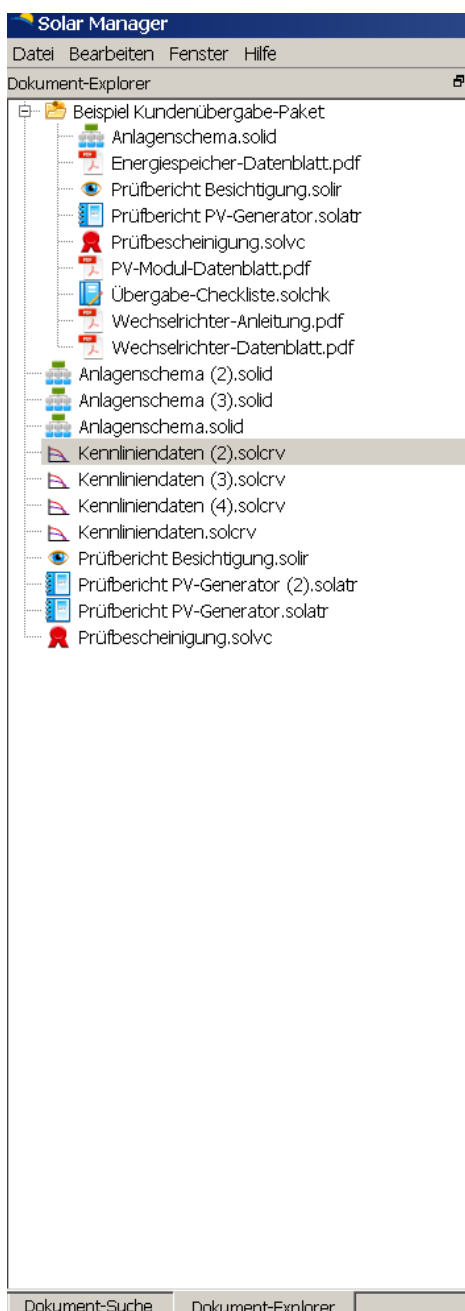 Solar Manager
Datei Bearbeiten Fenster Hilfe
Dokument-Explorer
Beispiel Kundenübergabe-Paket
Anlagenschema.solid
Energiespeicher-Datenblatt.pdf
Prüfbericht Besichtigung.solir
Prüfbericht PV-Generator.solatr
Prüfbescheinigung.solvc
PV-Modul-Datenblatt.pdf
Übergabe-Checkliste.solchk
Wechselrichter-Anleitung.pdf
Wechselrichter-Datenblatt.pdf
Anlagenschema (2).solid
Anlagenschema (3).solid
Anlagenschema.solid
Kennliniendaten (2).solcrv
Kennliniendaten (3).solcrv
Kennliniendaten (4).solcrv
Kennliniendaten.solcrv
Prüfbericht Besichtigung.solir
Prüfbericht PV-Generator (2).solatr
Prüfbericht PV-Generator.solatr
Prüfbescheinigung.solvc
Dokument-Suche Dokument-Explorer